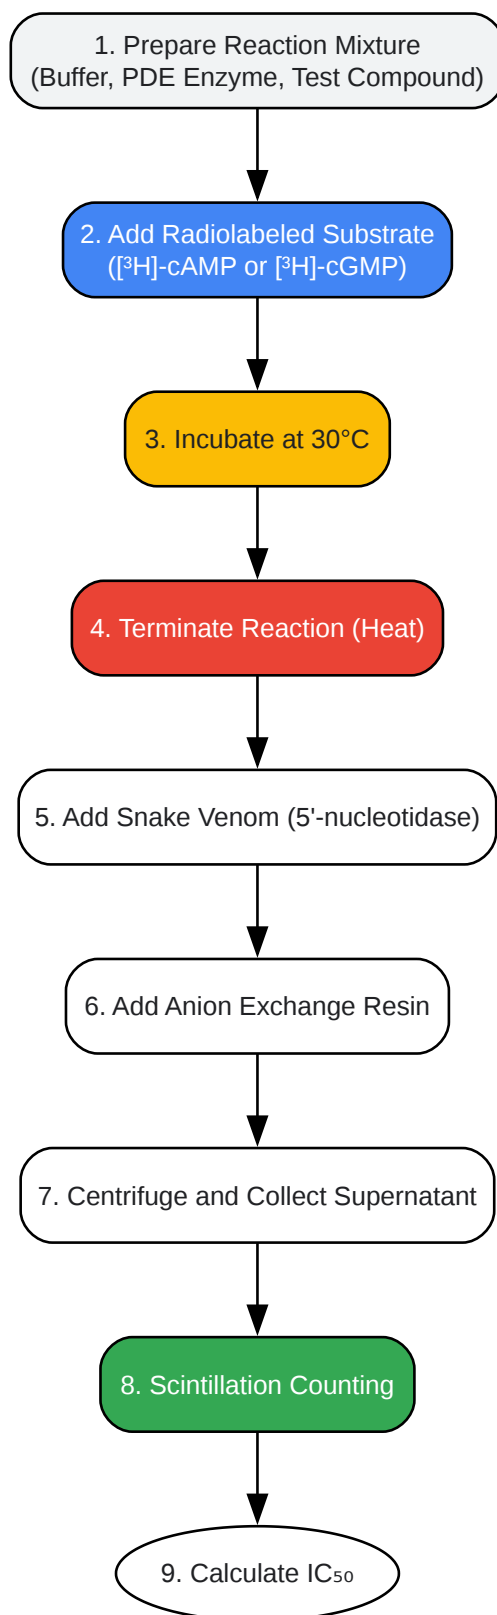 1. Prepare Reaction Mixture
(Buffer, PDE Enzyme, Test Compound)
2. Add Radiolabeled Substrate
([³H]-cAMP or [³H]-cGMP)
3. Incubate at 30°C
4. Terminate Reaction (Heat)
5. Add Snake Venom (5'-nucleotidase)
6. Add Anion Exchange Resin
7. Centrifuge and Collect Supernatant
8. Scintillation Counting
9. Calculate IC₅₀